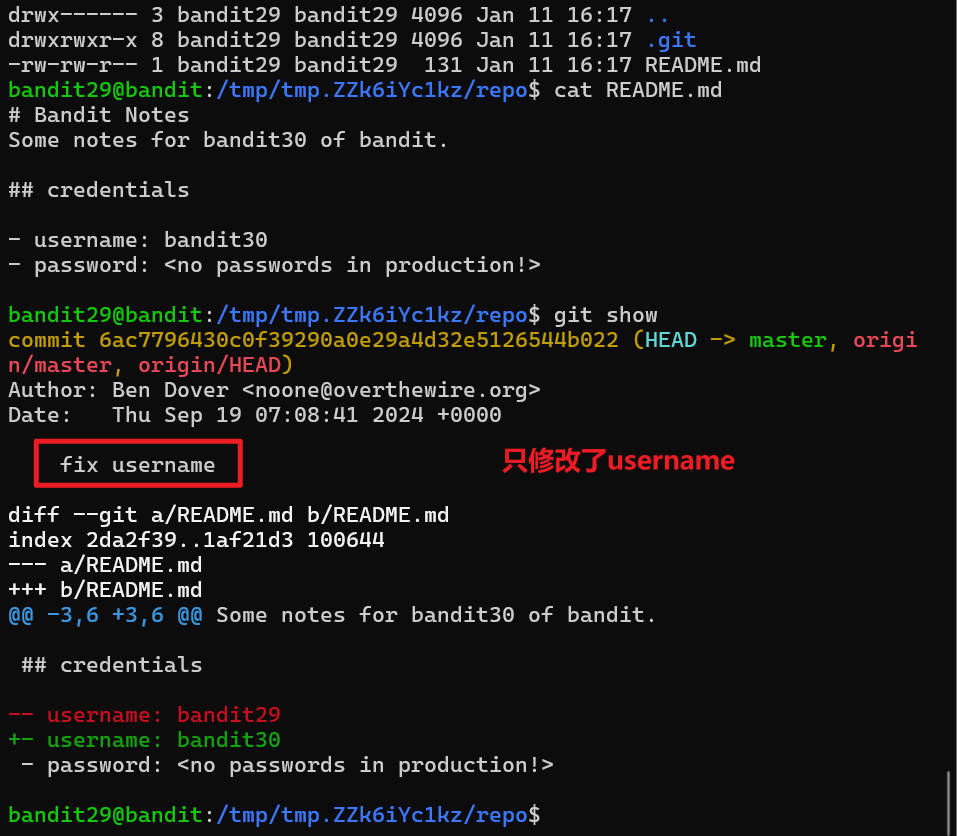 drwx------ 3 bandit29 bandit29 4096 Jan 11 16:17 ..
drwxrwxr-x 8 bandit29 bandit29 4096 Jan 11 16:17 .git
-rw-rw-r-- 1 bandit29 bandit29  131 Jan 11 16:17 README.md
bandit29@bandit:/tmp/tmp.ZZk6iYc1kz/repo$ cat README.md
# Bandit Notes
Some notes for bandit30 of bandit.
## credentials
- username: bandit30
- password: <no passwords in production!>
bandit29@bandit:/tmp/tmp.ZZk6iYc1kz/repo$ git show
commit 6ac7796430c0f39290a0e29a4d32e5126544b022 (HEAD -> master, origi
n/master, origin/HEAD)
Author: Ben Dover <noone@overthewire.org>
Date:   Thu Sep 19 07:08:41 2024 +0000
fix username
只修改了username
diff --git a/README.md b/README.md
index 2da2f39..1af21d3 100644
--- a/README.md
+++ b/README.md
@@ -3,6 +3,6 @@ Some notes for bandit30 of bandit.
 ## credentials
-- username: bandit29
+- username: bandit30
 - password: <no passwords in production!>
bandit29@bandit:/tmp/tmp.ZZk6iYc1kz/repo$